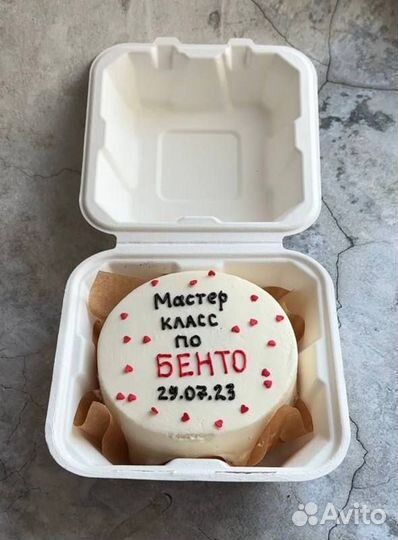 Мастер
класс
по
БЕНТО
29.07.23
Avito